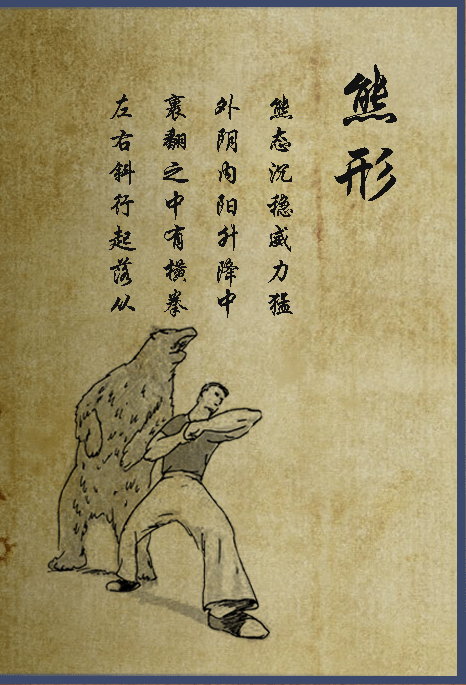 熊形
熊态沉稳威力猛
外阴内阳升降中
裹翻之中有横拳
左右斜行起落从